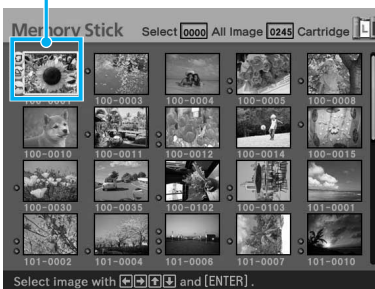 Memory Stick Select 0000 All Image 0245 Cartridge L
100-0001 100-0003 100-0004 100-0005 100-0008
100-0010 100-0011 100-0012 100-0014 100-0015
100-0030 100-0035 100-0102 100-0103 101-0001
101-0002 101-0004 101-0006 101-0007 101-0010
Select image with ←→↑↓ and [ENTER] .